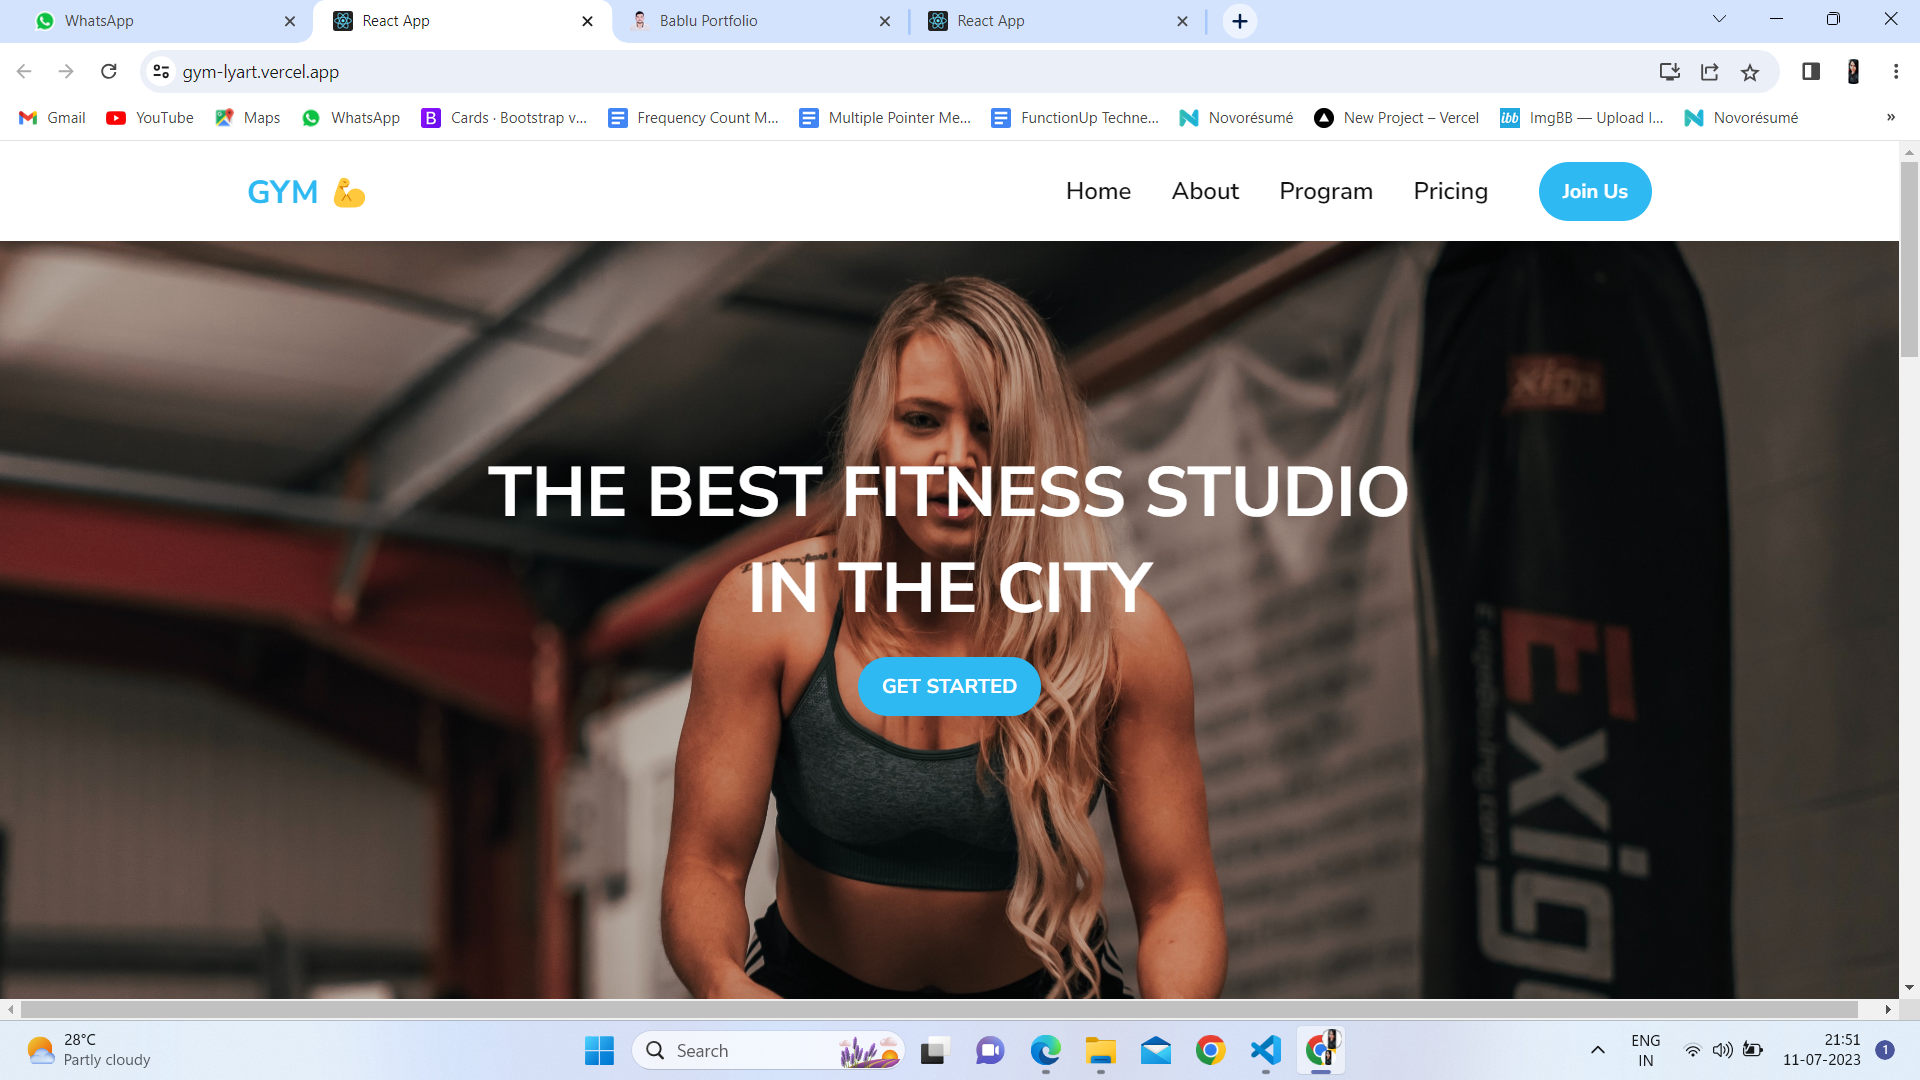 WhatsApp
React App
Bablu Portfolio
React App
gym-lyart.vercel.app
Gmail
YouTube
Maps
WhatsApp
Cards · Bootstrap v...
Frequency Count M...
Multiple Pointer Me...
FunctionUp Techne...
Novorésumé
New Project – Vercel
ibb
ImgBB — Upload I...
Novorésumé
»
GYM 💪
Home
About
Program
Pricing
Join Us
THE BEST FITNESS STUDIO
IN THE CITY
GET STARTED
Exig
28°C
Partly cloudy
Search
ENG
IN
21:51
11-07-2023
1